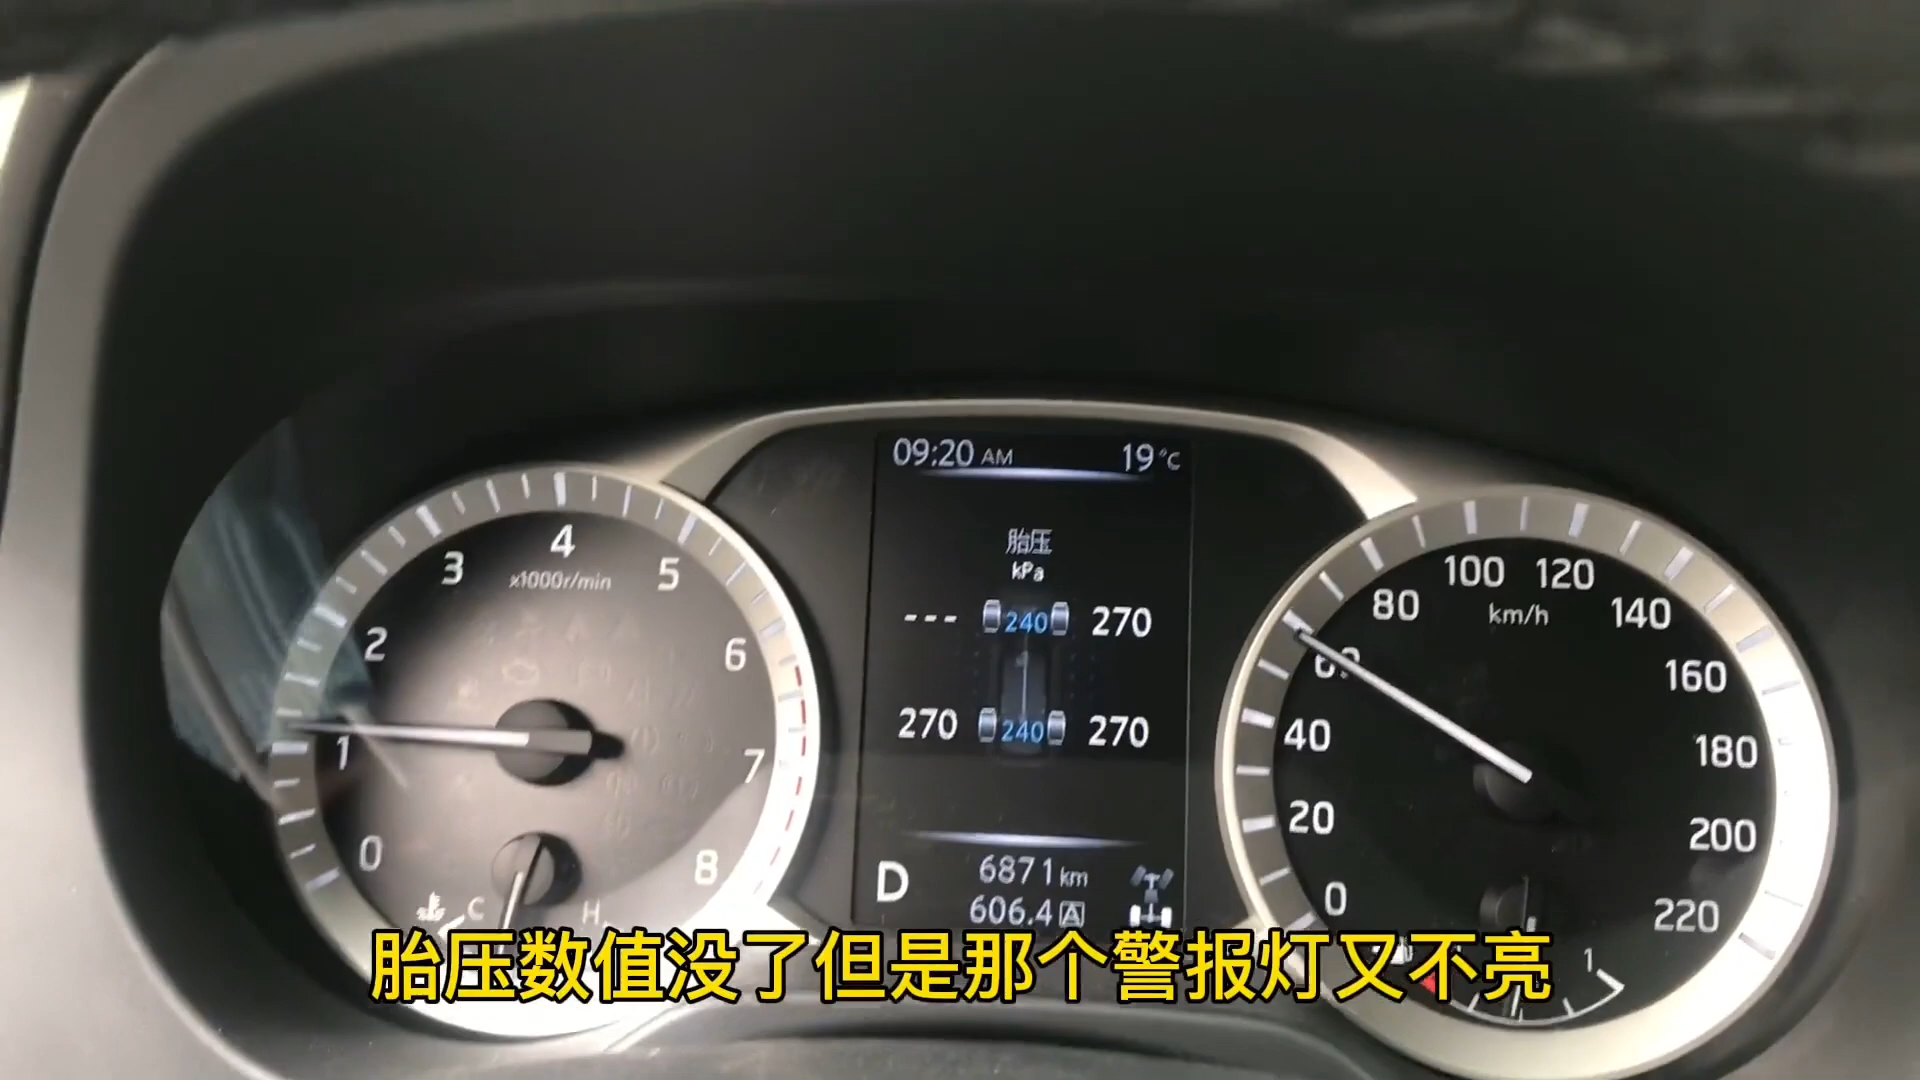 09:20 AM 19°C
胎压
kPa
--- 240 270
270 240 270
D 6871 km
606.4 A
0 1 2 3 4 5 6 7 8
x1000r/min
C H
0 20 40 60 80 100 120 140 160 180 200 220
km/h
1
胎压数值没了但是那个警报灯又不亮